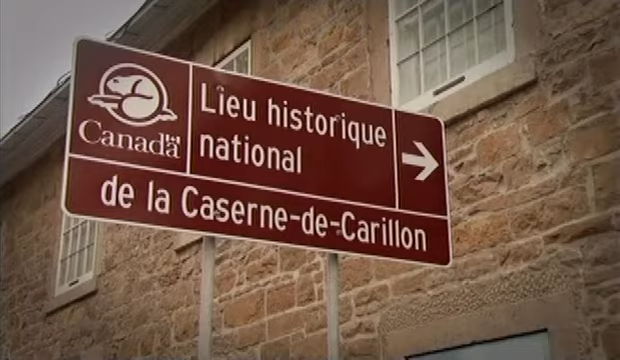 Canada
Lieu historique
national
de la Caserne-de-Carillon